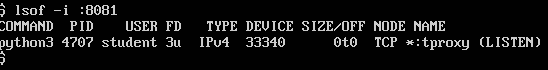 $ lsof -i :8081
COMMAND PID USER FD TYPE DEVICE SIZE/OFF NODE NAME
python3 4707 student 3u IPv4 33340 0t0 TCP *:tproxy (LISTEN)
$